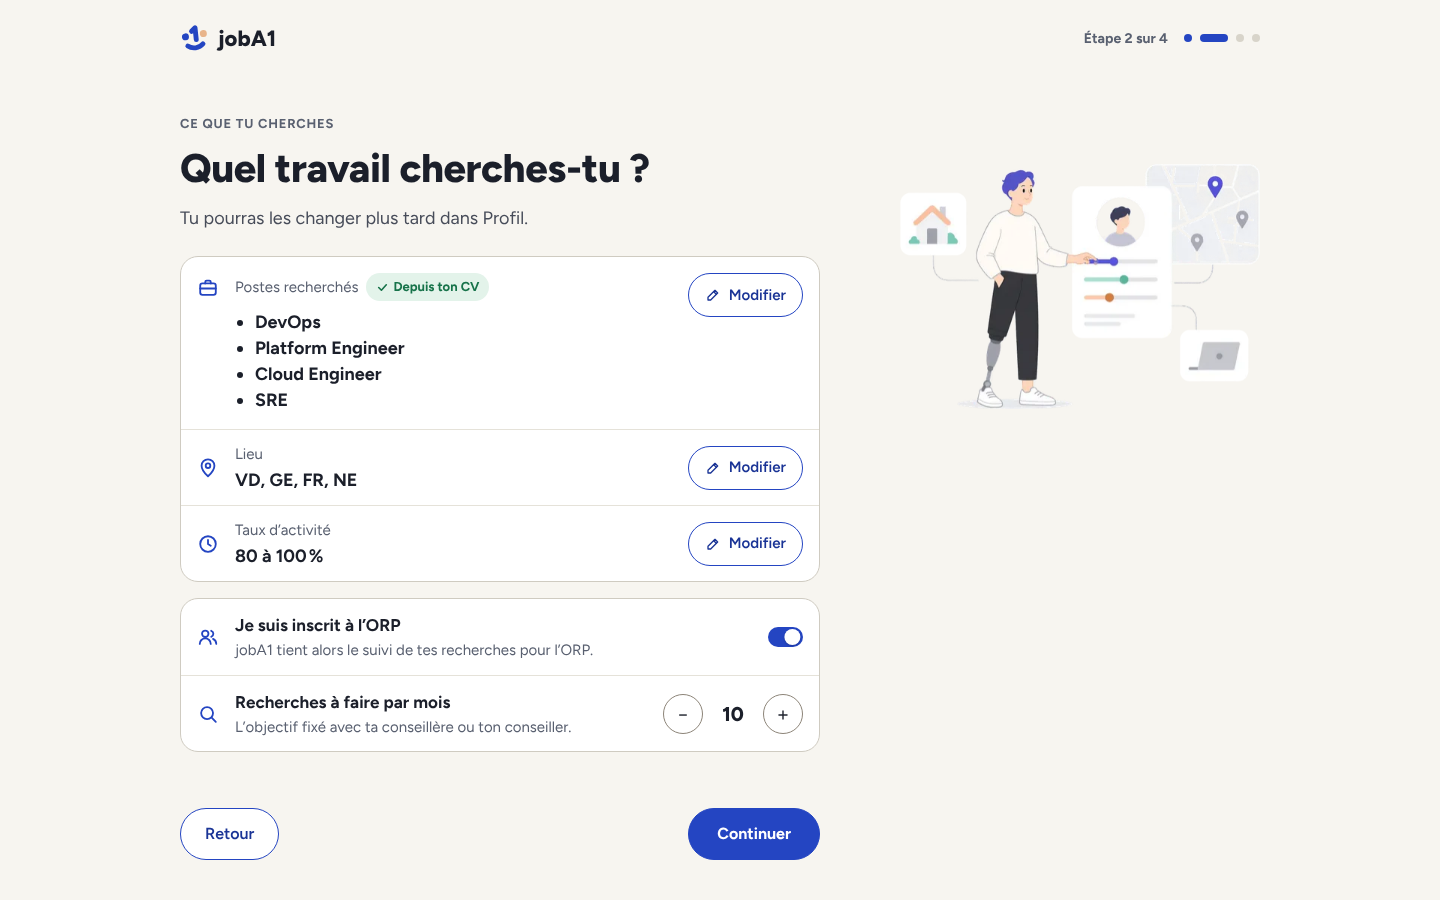 jobA1
Étape 2 sur 4
CE QUE TU CHERCHES
Quel travail cherches-tu ?
Tu pourras les changer plus tard dans Profil.
Postes recherchés
Depuis ton CV
Modifier
• DevOps
• Platform Engineer
• Cloud Engineer
• SRE
Lieu
VD, GE, FR, NE
Modifier
Taux d’activité
80 à 100 %
Modifier
Je suis inscrit à l’ORP
jobA1 tient alors le suivi de tes recherches pour l’ORP.
Recherches à faire par mois
L’objectif fixé avec ta conseillère ou ton conseiller.
− 10 +
Retour
Continuer